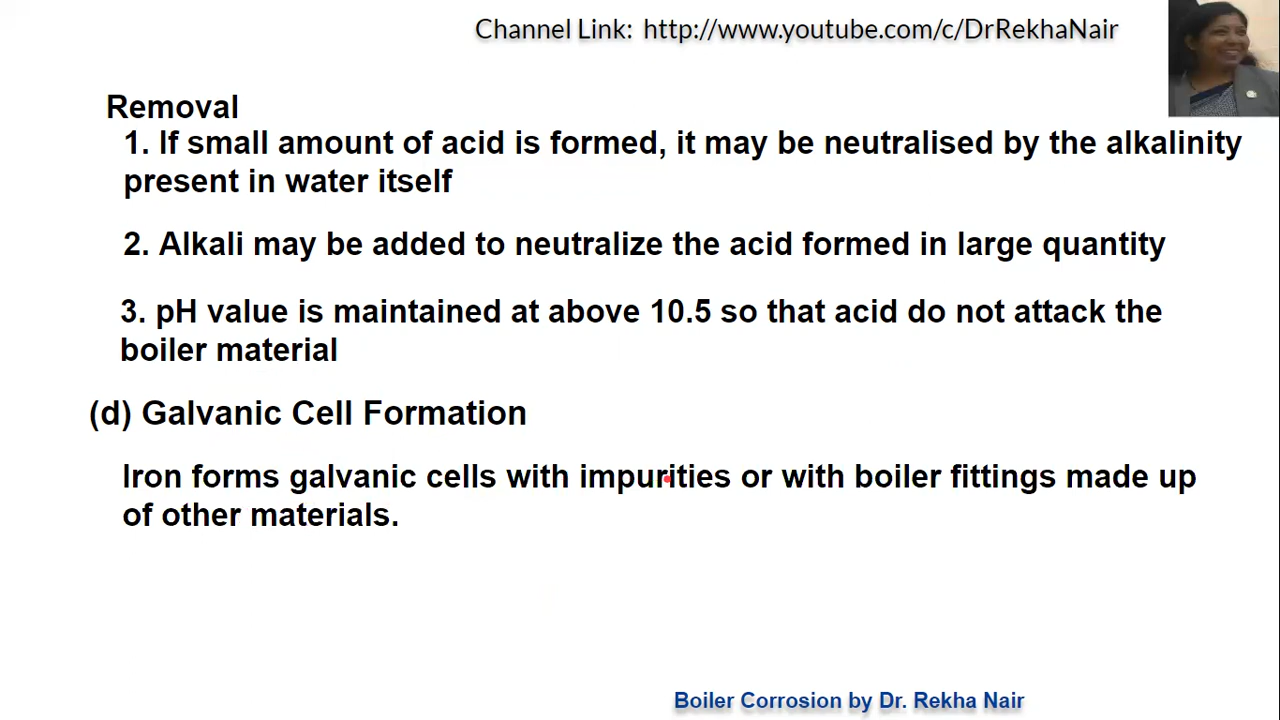 Channel Link: http://www.youtube.com/c/DrRekhaNair
Removal
1. If small amount of acid is formed, it may be neutralised by the alkalinity
present in water itself
2. Alkali may be added to neutralize the acid formed in large quantity
3. pH value is maintained at above 10.5 so that acid do not attack the
boiler material
(d) Galvanic Cell Formation
Iron forms galvanic cells with impurities or with boiler fittings made up
of other materials.
Boiler Corrosion by Dr. Rekha Nair